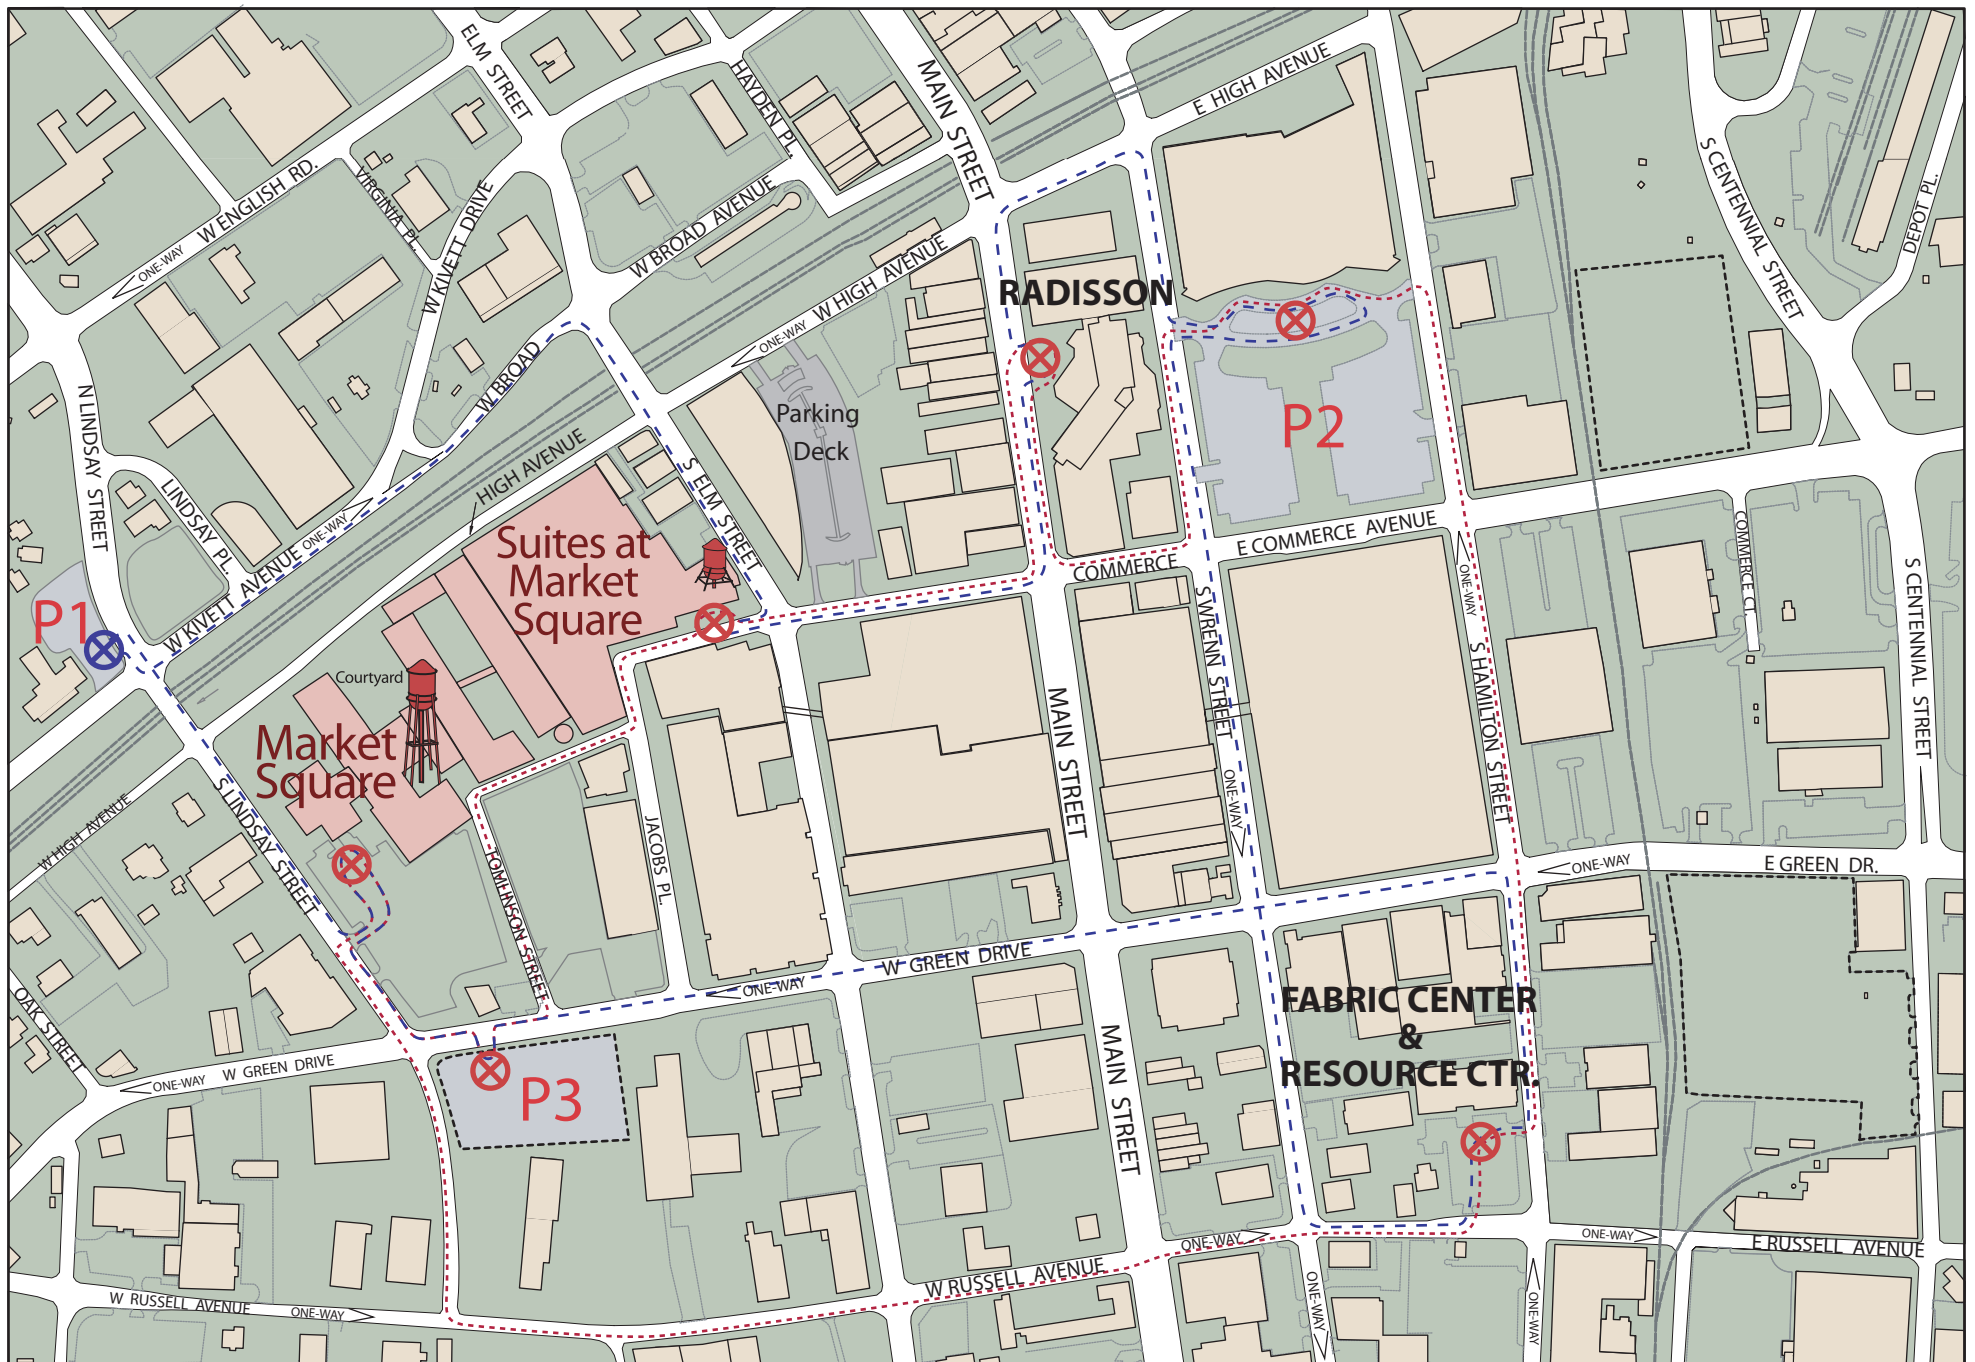 ELM STREET
HAYDEN PL.
MAIN STREET
E HIGH AVENUE
S CENTENNIAL STREET
DEPOT PL.
W ENGLISH RD.
ONE-WAY
VIRGINIA PL.
W KIVETT DRIVE
W BROAD AVENUE
W HIGH AVENUE
ONE-WAY
RADISSON
N LINDSAY STREET
W BROAD
HIGH AVENUE
Parking
Deck
P2
LINDSAY PL.
S ELM STREET
ONE-WAY
W KIVETT AVENUE
Suites at
Market
Square
COMMERCE
E COMMERCE AVENUE
COMMERCE CT.
S CENTENNIAL STREET
P1
ONE-WAY
S WRENN STREET
S HAMILTON STREET
Courtyard
Market
Square
MAIN STREET
ONE-WAY
S LINDSAY STREET
W HIGH AVENUE
JACOBS PL.
TOMLINSON STREET
ONE-WAY
E GREEN DR.
W GREEN DRIVE
ONE-WAY
OAK STREET
FABRIC CENTER
&
RESOURCE CTR.
MAIN STREET
ONE-WAY
W GREEN DRIVE
P3
ONE-WAY
ONE-WAY
E RUSSELL AVENUE
W RUSSELL AVENUE
W RUSSELL AVENUE
ONE-WAY
ONE-WAY
ONE-WAY